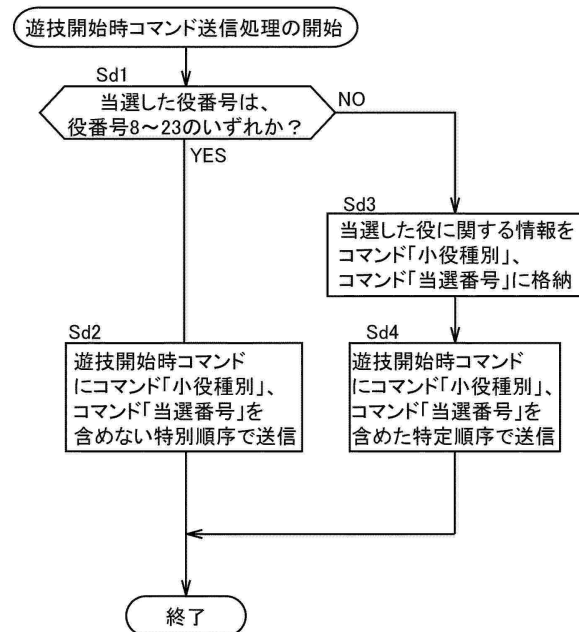 遊技開始時コマンド送信処理の開始
Sd1
当選した役番号は、
役番号8～23のいずれか？
NO
YES
Sd3
当選した役に関する情報を
コマンド「小役種別」、
コマンド「当選番号」に格納
Sd2
遊技開始時コマンド
にコマンド「小役種別」、
コマンド「当選番号」を
含めない特別順序で送信
Sd4
遊技開始時コマンド
にコマンド「小役種別」、
コマンド「当選番号」を
含めた特定順序で送信
終了